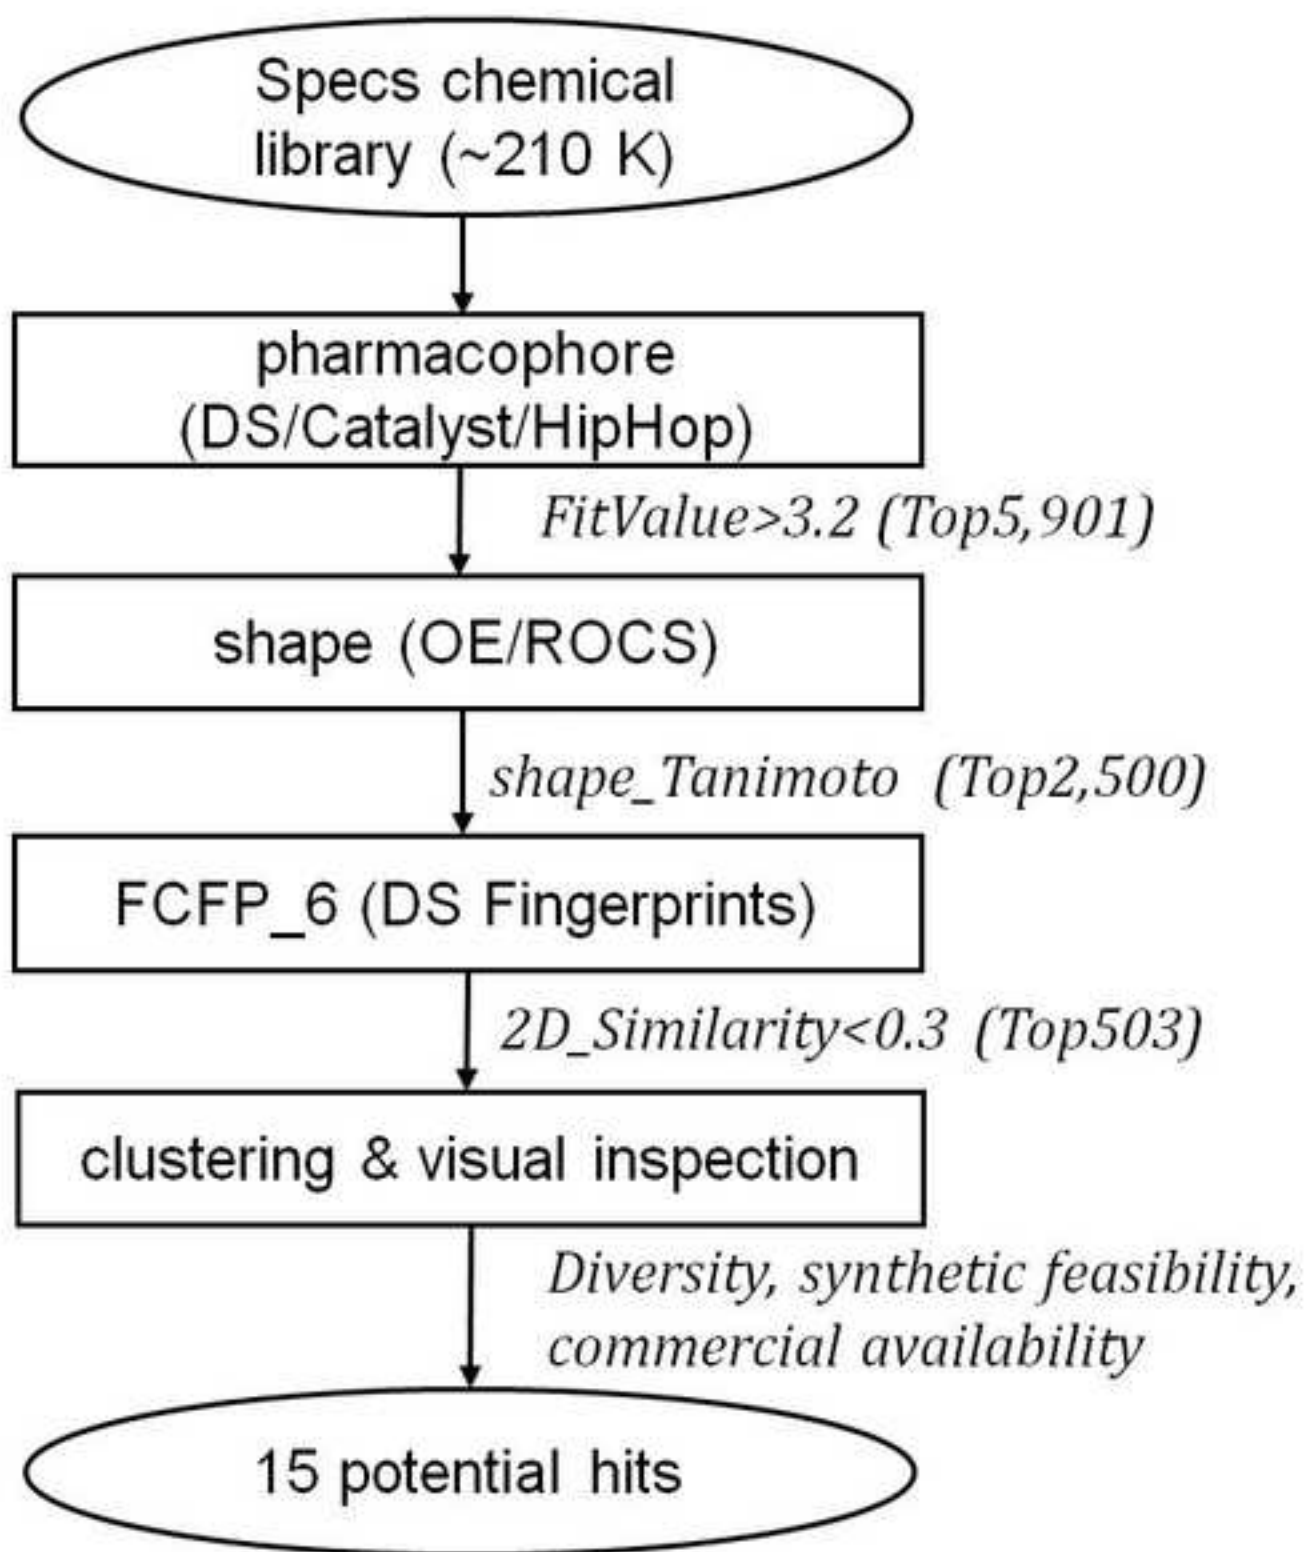 Specs chemical
library (~210 K)
pharmacophore
(DS/Catalyst/HipHop)
FitValue>3.2 (Top5,901)
shape (OE/ROCS)
shape_Tanimoto (Top2,500)
FCFP_6 (DS Fingerprints)
2D_Similarity<0.3 (Top503)
clustering & visual inspection
Diversity, synthetic feasibility,
commercial availability
15 potential hits